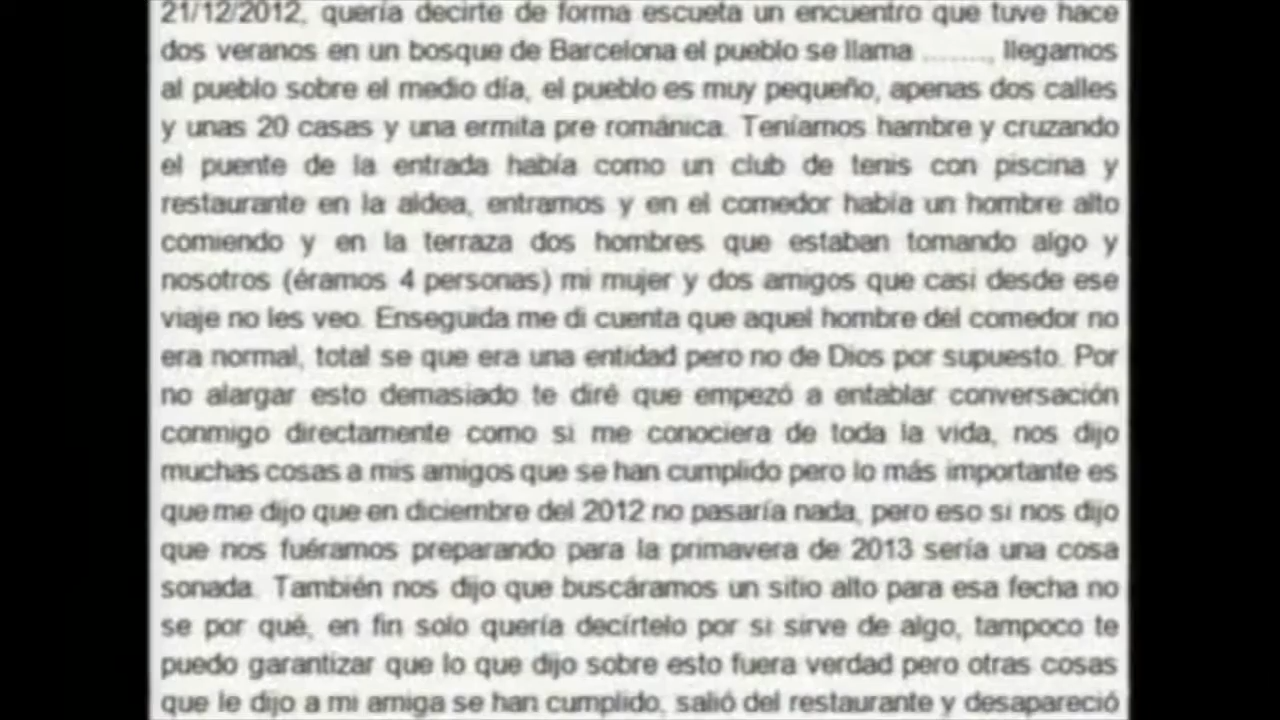 21/12/2012, quería decirte de forma escueta un encuentro que tuve hace
dos veranos en un bosque de Barcelona el pueblo se llama ......., llegamos
al pueblo sobre el medio día, el pueblo es muy pequeño, apenas dos calles
y unas 20 casas y una ermita pre románica. Teníamos hambre y cruzando
el puente de la entrada había como un club de tenis con piscina y
restaurante en la aldea, entramos y en el comedor había un hombre alto
comiendo y en la terraza dos hombres que estaban tomando algo y
nosotros (éramos 4 personas) mi mujer y dos amigos que casi desde ese
viaje no les veo. Enseguida me di cuenta que aquel hombre del comedor no
era normal, total se que era una entidad pero no de Dios por supuesto. Por
no alargar esto demasiado te diré que empezó a entablar conversación
conmigo directamente como si me conociera de toda la vida, nos dijo
muchas cosas a mis amigos que se han cumplido pero lo más importante es
que me dijo que en diciembre del 2012 no pasaría nada, pero eso si nos dijo
que nos fuéramos preparando para la primavera de 2013 sería una cosa
sonada. También nos dijo que buscáramos un sitio alto para esa fecha no
se por qué, en fin solo quería decírtelo por si sirve de algo, tampoco te
puedo garantizar que lo que dijo sobre esto fuera verdad pero otras cosas
que le dijo a mi amiga se han cumplido, salió del restaurante y desapareció